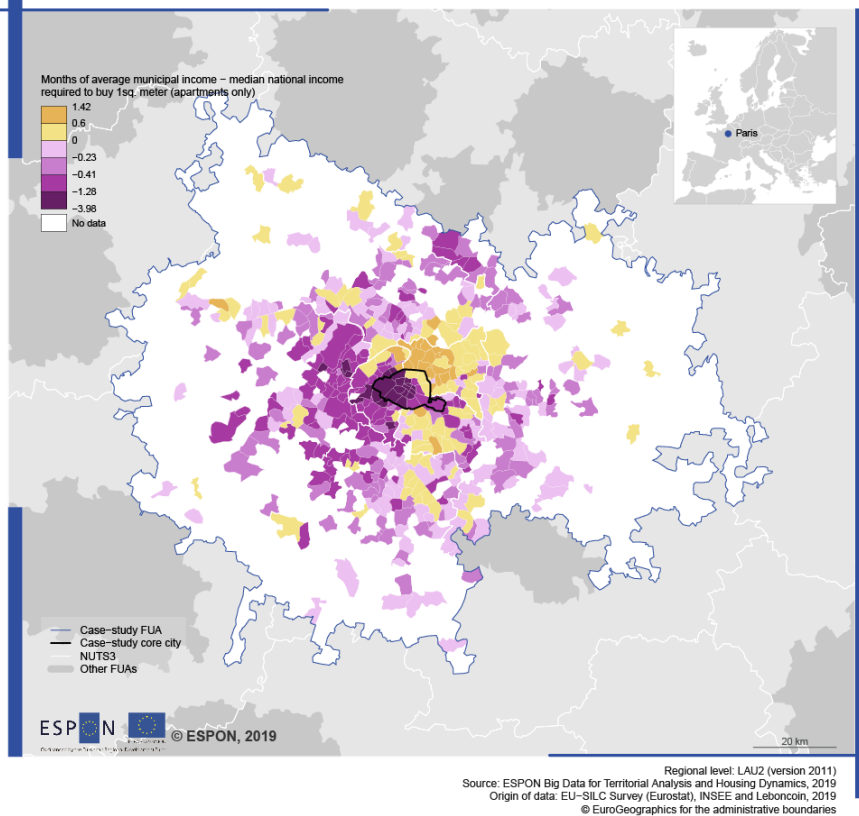 Months of average municipal income − median national income
required to buy 1sq. meter (apartments only)
1.42
0.6
0
−0.23
−0.41
−1.28
−3.98
No data
Paris
Case−study FUA
Case−study core city
NUTS3
Other FUAs
ESPON
© ESPON, 2019
20 km
Regional level: LAU2 (version 2011)
Source: ESPON Big Data for Territorial Analysis and Housing Dynamics, 2019
Origin of data: EU−SILC Survey (Eurostat), INSEE and Leboncoin, 2019
© EuroGeographics for the administrative boundaries